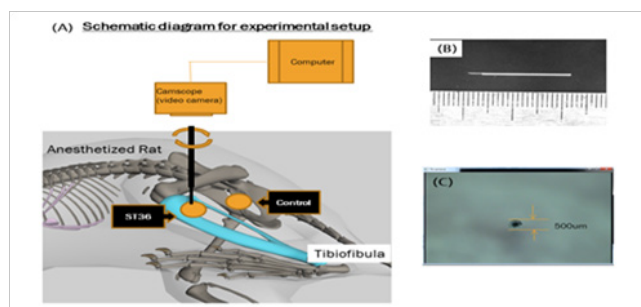 (A) Schematic diagram for experimental setup
Computer
Camscope
(video camera)
Anesthetized Rat
ST36
Control
Tibiofibula
(B)
(C)
500um